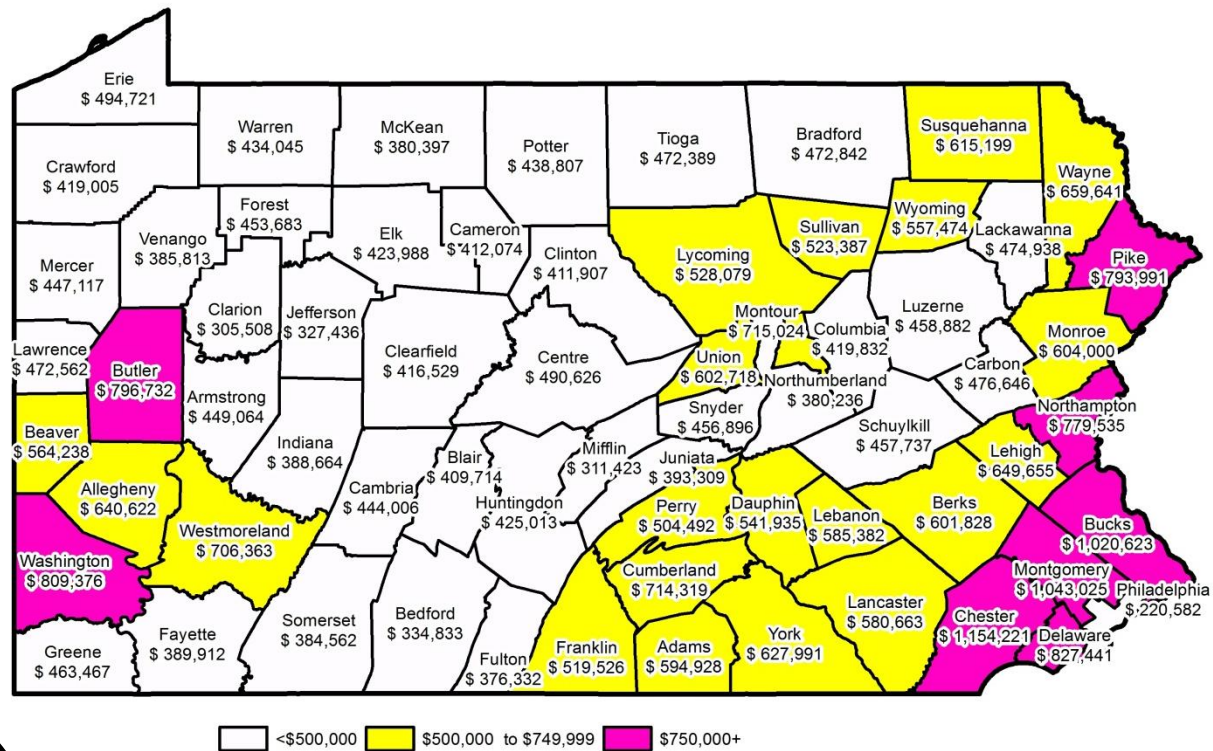 Erie
$ 494,721
Warren
$ 434,045
McKean
$ 380,397
Potter
$ 438,807
Tioga
$ 472,389
Bradford
$ 472,842
Susquehanna
$ 615,199
Wayne
$ 659,641
Crawford
$ 419,005
Forest
$ 453,683
Venango
$ 385,813
Elk
$ 423,988
Cameron
$ 412,074
Clinton
$ 411,907
Lycoming
$ 528,079
Sullivan
$ 523,387
Wyoming
$ 557,474
Lackawanna
$ 474,938
Pike
$ 793,991
Mercer
$ 447,117
Clarion
$ 305,508
Jefferson
$ 327,436
Clearfield
$ 416,529
Centre
$ 490,626
Union
$ 602,718
Montour
$ 715,024
Columbia
$ 419,832
Luzerne
$ 458,882
Carbon
$ 476,646
Monroe
$ 604,000
Lawrence
$ 472,562
Butler
$ 796,732
Armstrong
$ 449,064
Indiana
$ 388,664
Snyder
$ 456,896
Northumberland
$ 380,236
Schuylkill
$ 457,737
Northampton
$ 779,535
Lehigh
$ 649,655
Beaver
$ 564,238
Allegheny
$ 640,622
Westmoreland
$ 706,363
Cambria
$ 444,006
Blair
$ 409,714
Huntingdon
$ 425,013
Mifflin
$ 311,423
Juniata
$ 393,309
Perry
$ 504,492
Dauphin
$ 541,935
Lebanon
$ 585,382
Berks
$ 601,828
Bucks
$ 1,020,623
Montgomery
$ 1,043,025
Philadelphia
$ 220,582
Washington
$ 809,376
Cumberland
$ 714,319
Lancaster
$ 580,663
Chester
$ 1,154,221
Delaware
$ 827,441
Greene
$ 463,467
Fayette
$ 389,912
Somerset
$ 384,562
Bedford
$ 334,833
Fulton
$ 376,332
Franklin
$ 519,526
Adams
$ 594,928
York
$ 627,991
<$500,000
$500,000 to $749,999
$750,000+